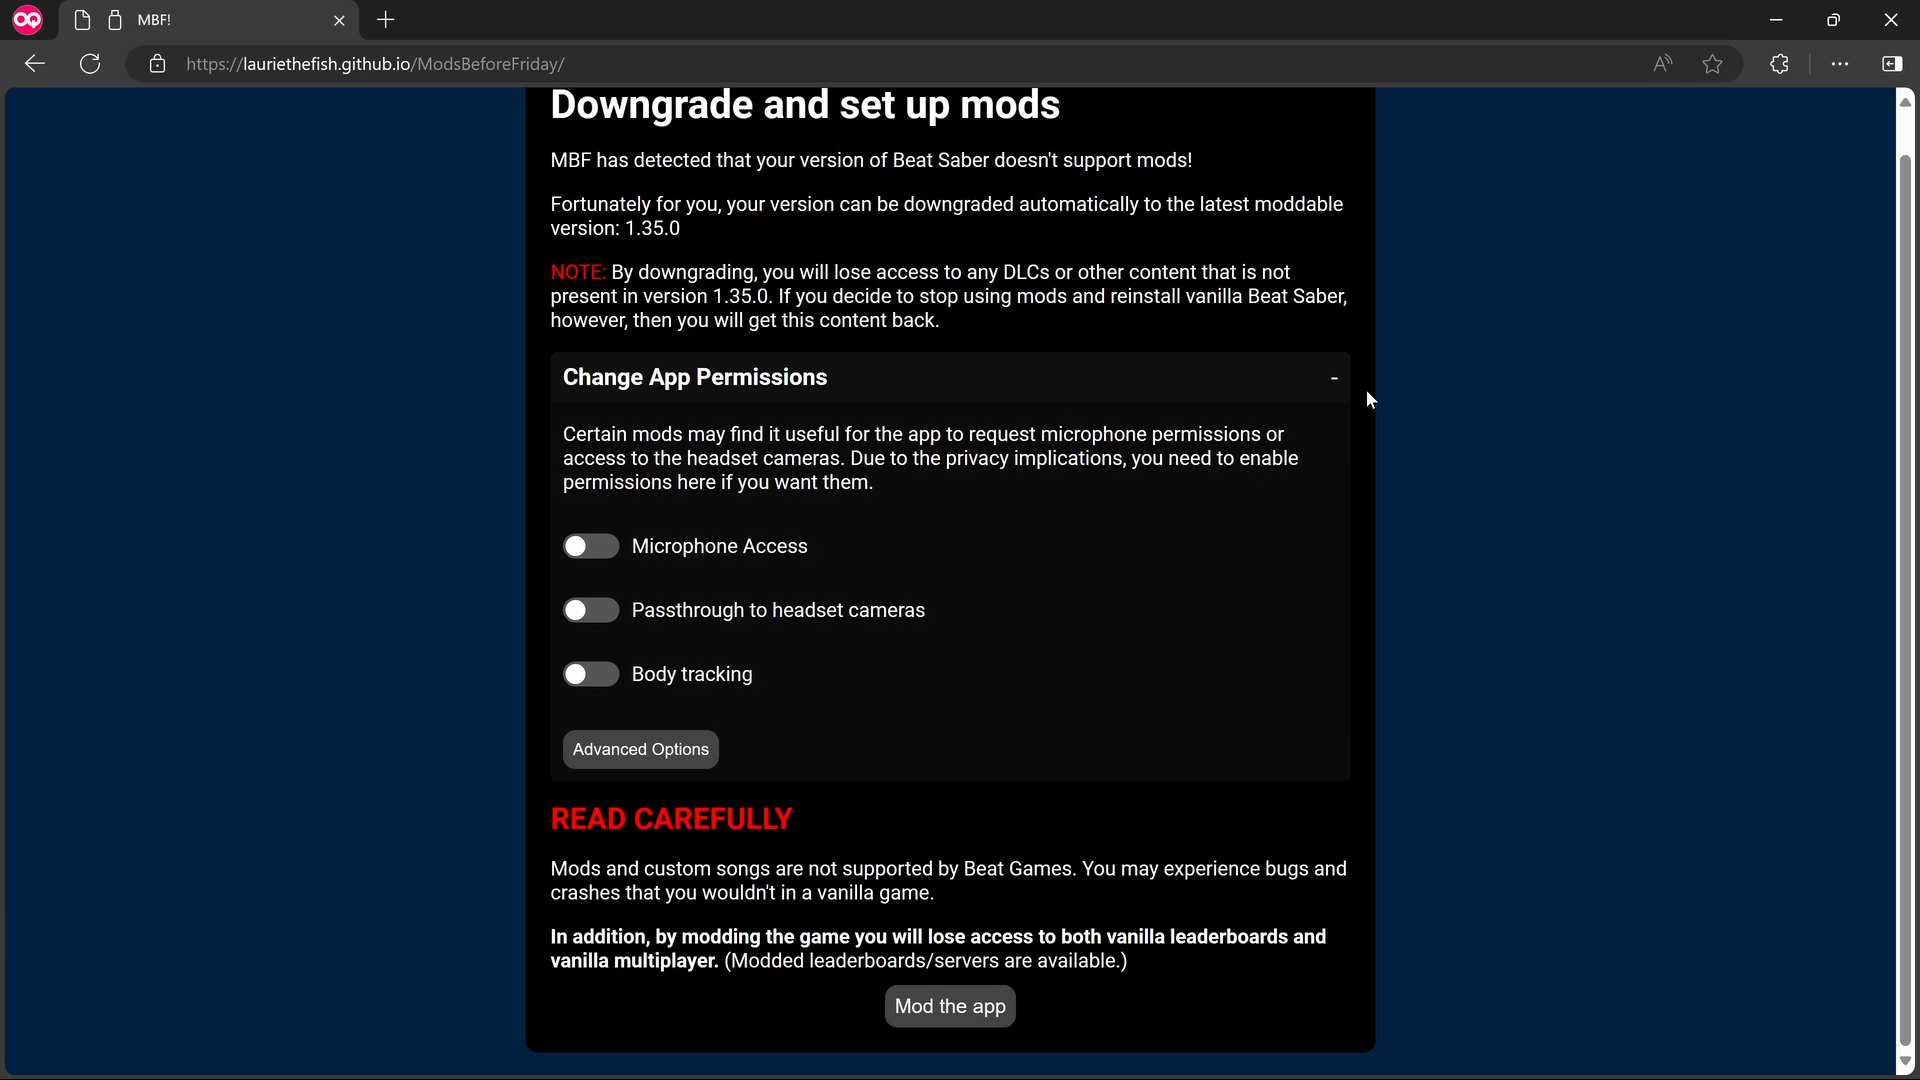 MBF!
https://lauriethefish.github.io/ModsBeforeFriday/
Downgrade and set up mods
MBF has detected that your version of Beat Saber doesn't support mods!
Fortunately for you, your version can be downgraded automatically to the latest moddable
version: 1.35.0
NOTE: By downgrading, you will lose access to any DLCs or other content that is not
present in version 1.35.0. If you decide to stop using mods and reinstall vanilla Beat Saber,
however, then you will get this content back.
Change App Permissions -
Certain mods may find it useful for the app to request microphone permissions or
access to the headset cameras. Due to the privacy implications, you need to enable
permissions here if you want them.
Microphone Access
Passthrough to headset cameras
Body tracking
Advanced Options
READ CAREFULLY
Mods and custom songs are not supported by Beat Games. You may experience bugs and
crashes that you wouldn't in a vanilla game.
In addition, by modding the game you will lose access to both vanilla leaderboards and
vanilla multiplayer. (Modded leaderboards/servers are available.)
Mod the app